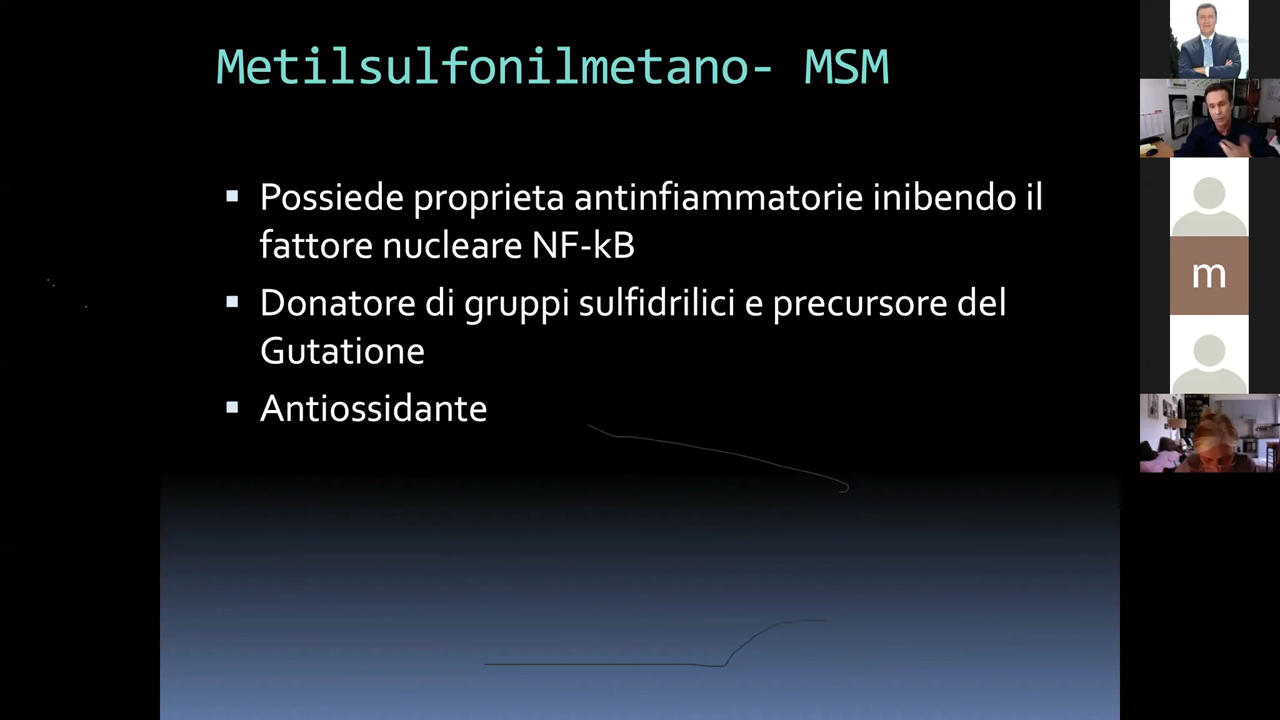 Metilsulfonilmetano- MSM
Possiede proprieta antinfiammatorie inibendo il
fattore nucleare NF-kB
Donatore di gruppi sulfidrilici e precursore del
Gutatione
Antiossidante
m